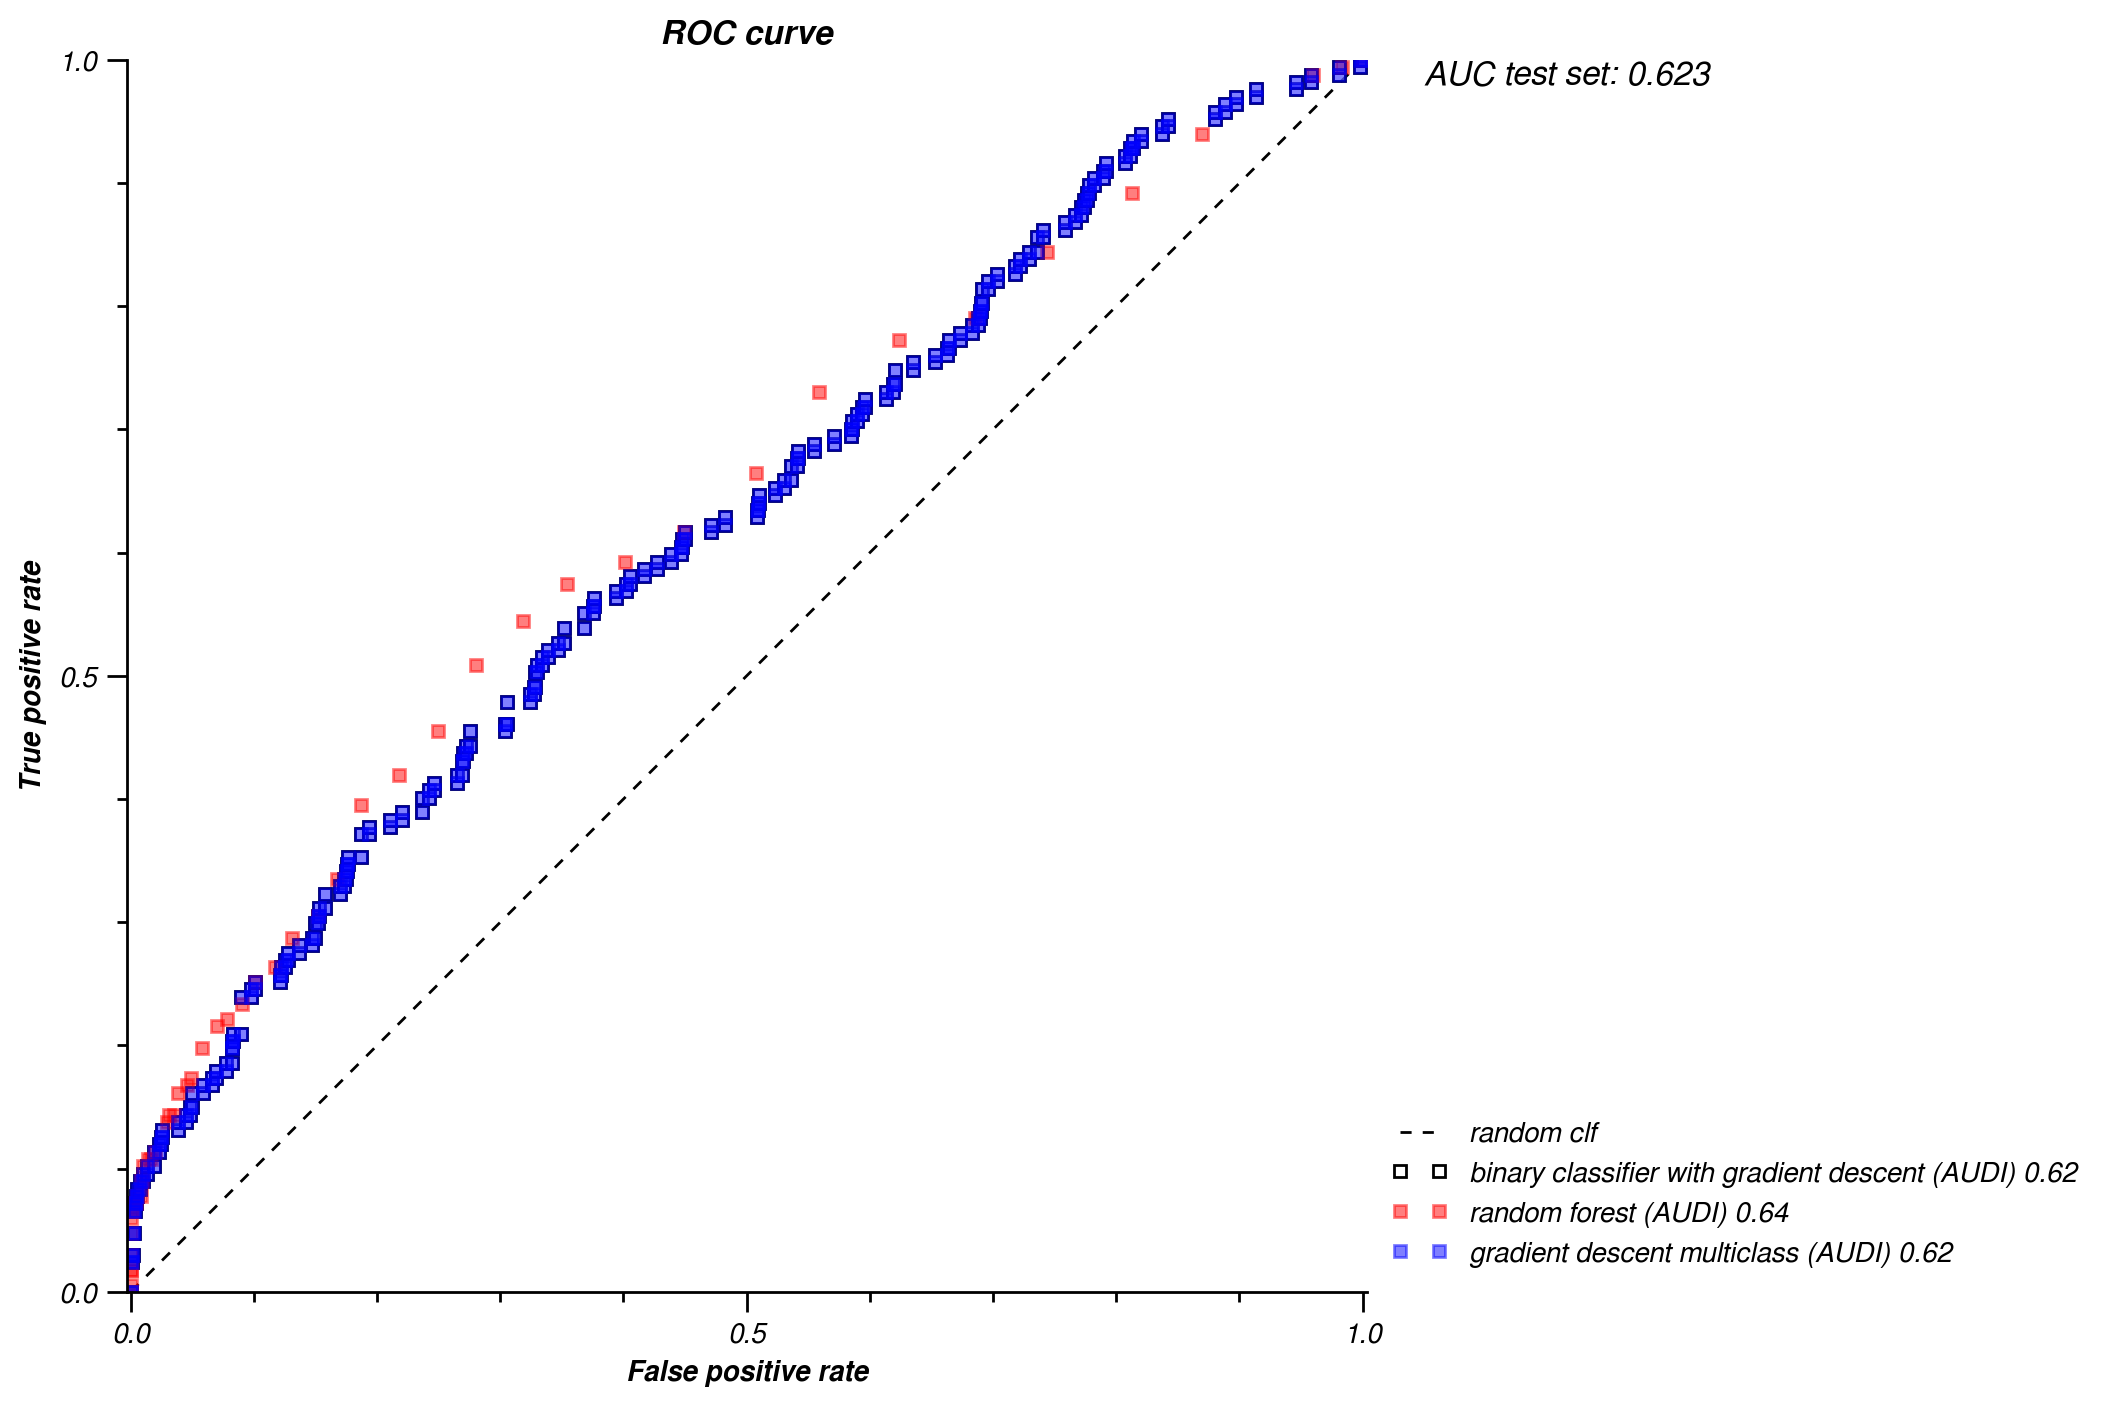 ROC curve
AUC test set: 0.623
1.0
0.5
0.0
True positive rate
0.0
0.5
1.0
False positive rate
random clf
binary classifier with gradient descent (AUDI) 0.62
random forest (AUDI) 0.64
gradient descent multiclass (AUDI) 0.62